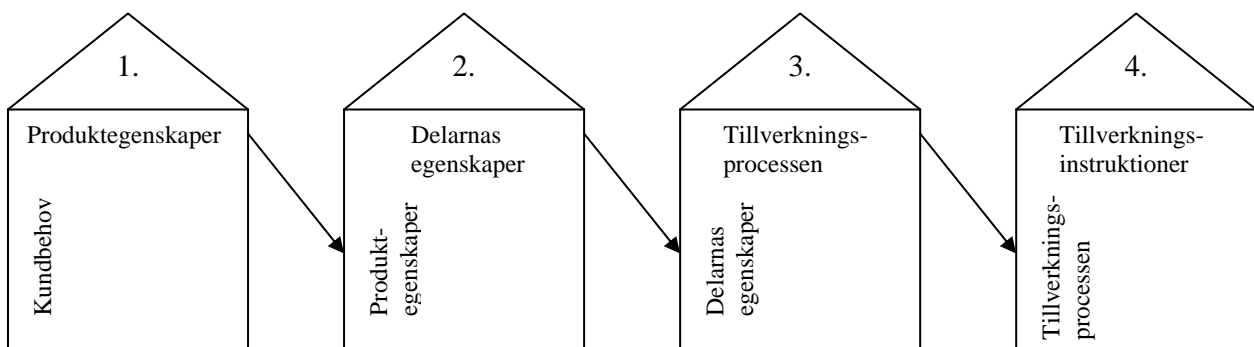 1.
Produktegenskaper
Kundbehov
2.
Delarnas
egenskaper
Produkt-
egenskaper
3.
Tillverknings-
processen
Delarnas
egenskaper
4.
Tillverknings-
instruktioner
Tillverknings-
processen